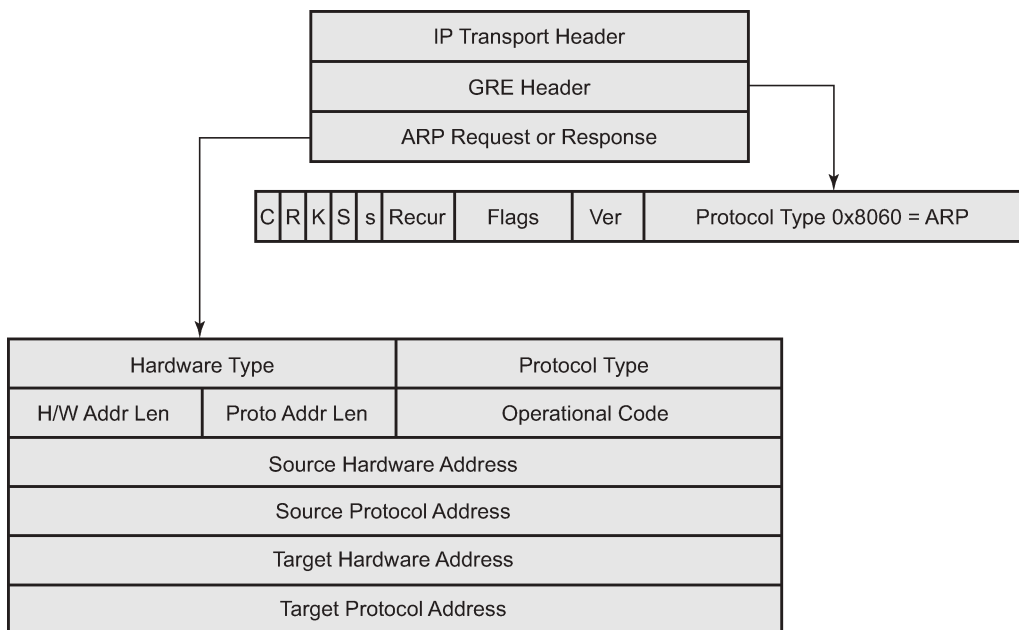 IP Transport Header
GRE Header
ARP Request or Response
C R K S s Recur Flags Ver Protocol Type 0x8060 = ARP
Hardware Type Protocol Type
H/W Addr Len Proto Addr Len Operational Code
Source Hardware Address
Source Protocol Address
Target Hardware Address
Target Protocol Address